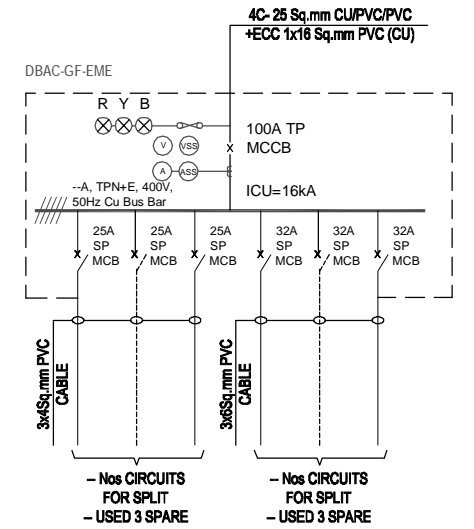 4C- 25 Sq.mm CU/PVC/PVC
+ECC 1x16 Sq.mm PVC (CU)
DBAC-GF-EME
R Y B
100A TP
MCCB
V VSS
A ASS
--A, TPN+E, 400V,
50Hz Cu Bus Bar
ICU=16kA
25A 25A 25A 32A 32A 32A
SP SP SP SP SP SP
MCB MCB MCB MCB MCB MCB
3x4Sq.mm PVC
CABLE
3x6Sq.mm PVC
CABLE
-- Nos CIRCUITS
FOR SPLIT
-- USED 3 SPARE
-- Nos CIRCUITS
FOR SPLIT
-- USED 3 SPARE